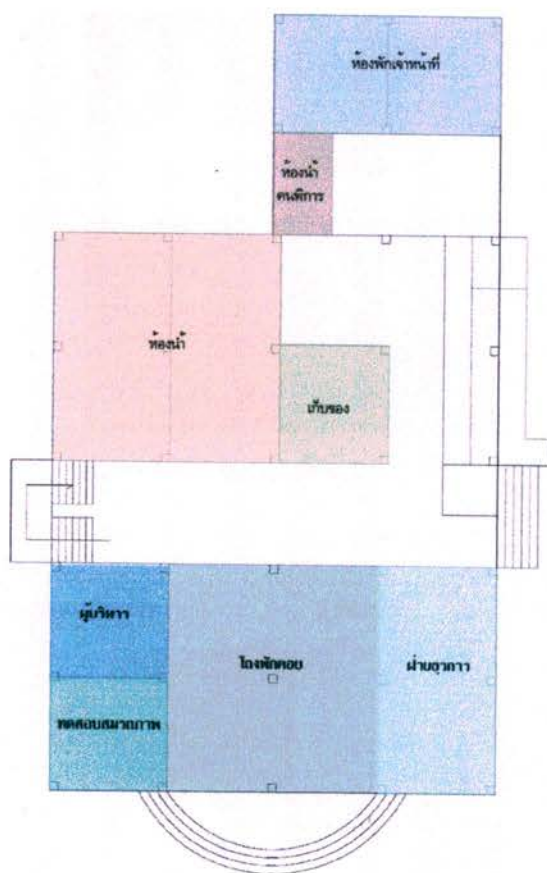 ห้องพักเจ้าหน้าที่
ห้องน้ำ
คนพิการ
ห้องน้ำ
เก็บของ
ผู้บริหาร
โถงพักคอย
ฝ่ายธุรการ
ทดสอบสมรรถภาพ